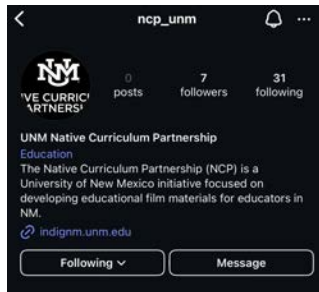 ncp_unm
NM
'VE CURRIC'
ARTNERS'
0 7 31
posts followers following
UNM Native Curriculum Partnership
Education
The Native Curriculum Partnership (NCP) is a
University of New Mexico initiative focused on
developing educational film materials for educators in
NM.
indignm.unm.edu
Following Message